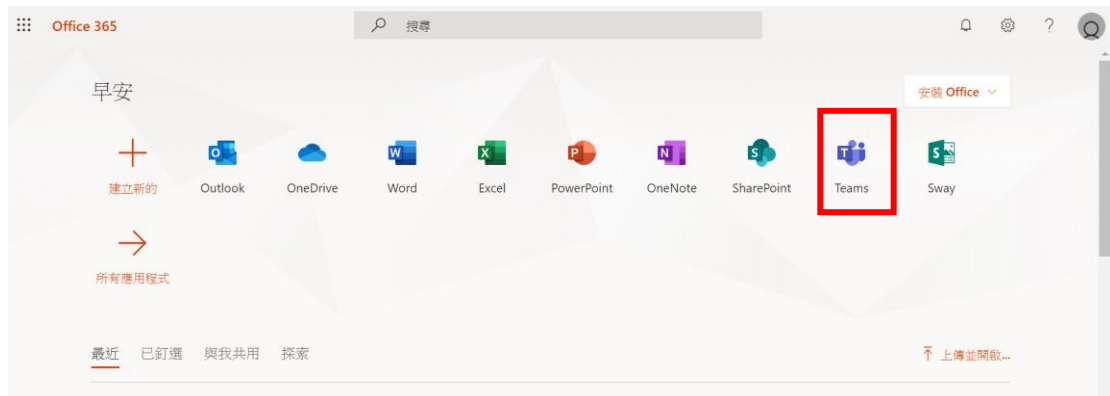 Office 365
搜尋
早安
安裝 Office
建立新的
Outlook
OneDrive
Word
Excel
PowerPoint
OneNote
SharePoint
Teams
Sway
所有應用程式
最近 已釘選 與我共用 探索
上傳並開啟...